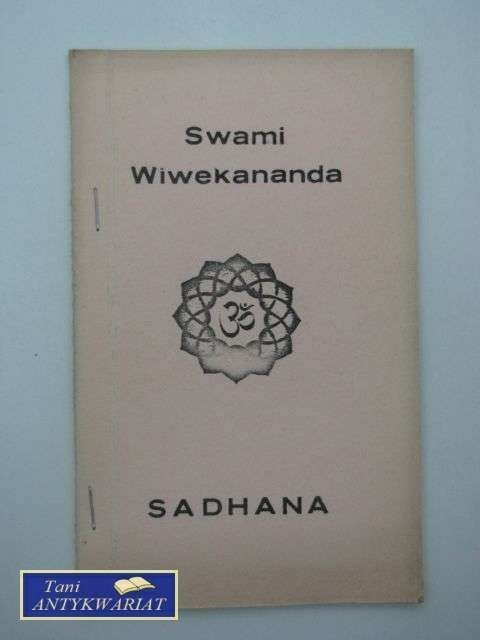 Swami
Wiwekananda
ॐ
SADHANA
Tani
ANTYKWARIAT